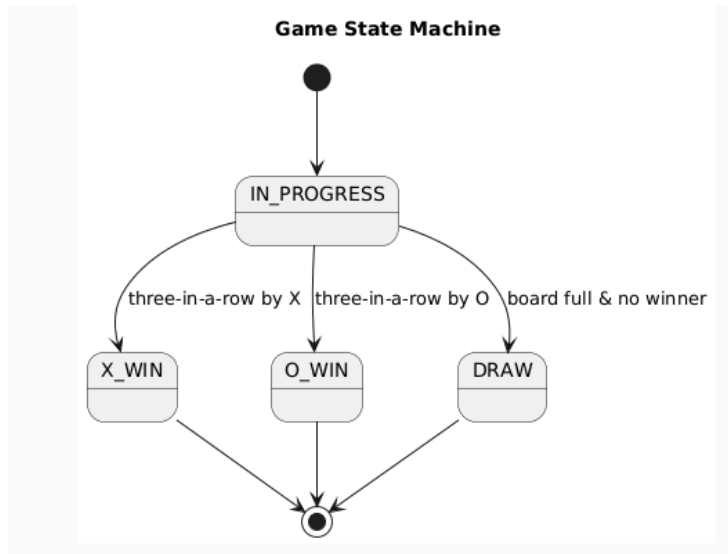 Game State Machine
IN_PROGRESS
three-in-a-row by X
three-in-a-row by O
board full & no winner
X_WIN
O_WIN
DRAW